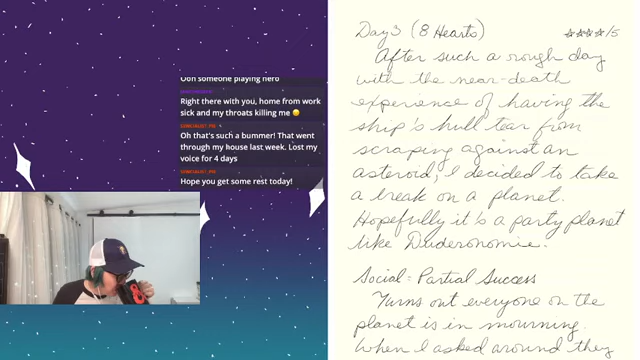 Ooh someone playing hero
Right there with you, home from work
sick and my throats killing me
Oh that's such a bummer! That went
through my house last week. Lost my
voice for 4 days
Hope you get some rest today!
Day 3 (8 Hearts) ☆☆☆☆/5
After such a rough day
with the near-death
experience of having the
ship's hull tear from
scraping against an
asteroid, I decided to take
a break on a planet.
Hopefully it's a party planet
like Duderonomie.
Social = Partial Success
Turns out everyone on the
planet is in mourning.
When I asked around they